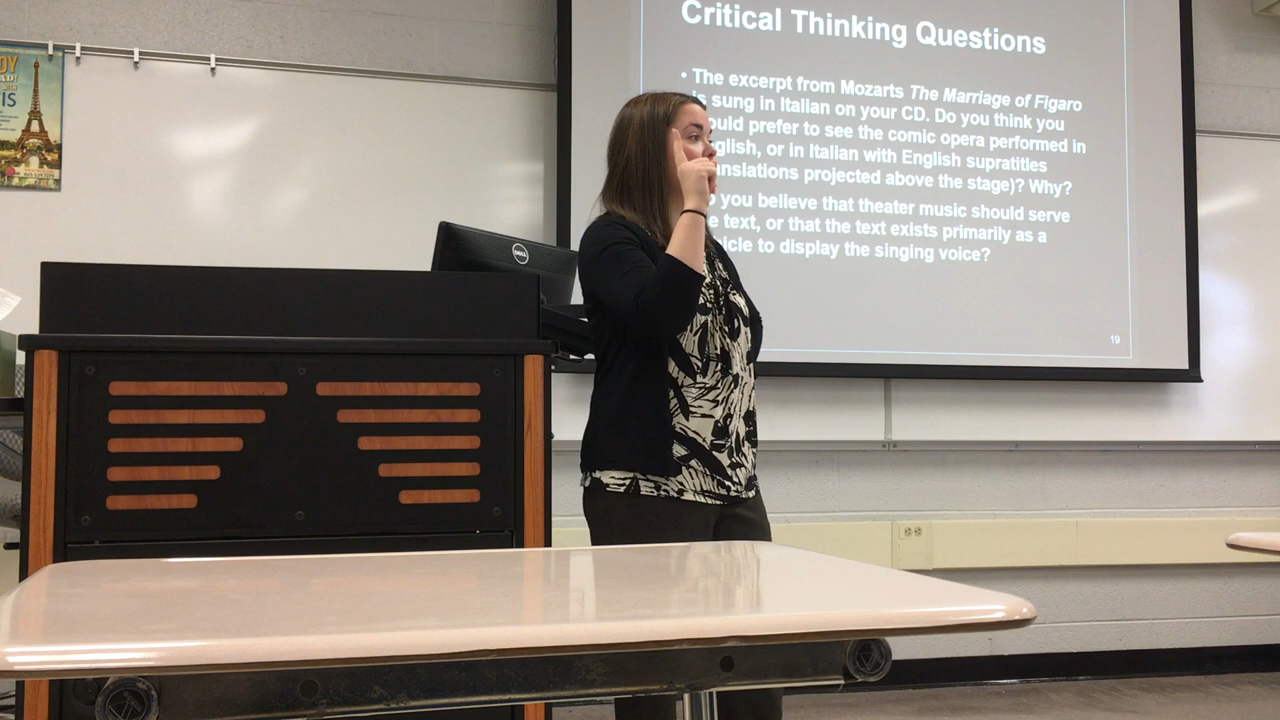 Critical Thinking Questions
• The excerpt from Mozarts The Marriage of Figaro
is sung in Italian on your CD. Do you think you
ould prefer to see the comic opera performed in
glish, or in Italian with English supratitles
anslations projected above the stage)? Why?
you believe that theater music should serve
e text, or that the text exists primarily as a
icle to display the singing voice?
19
DELL